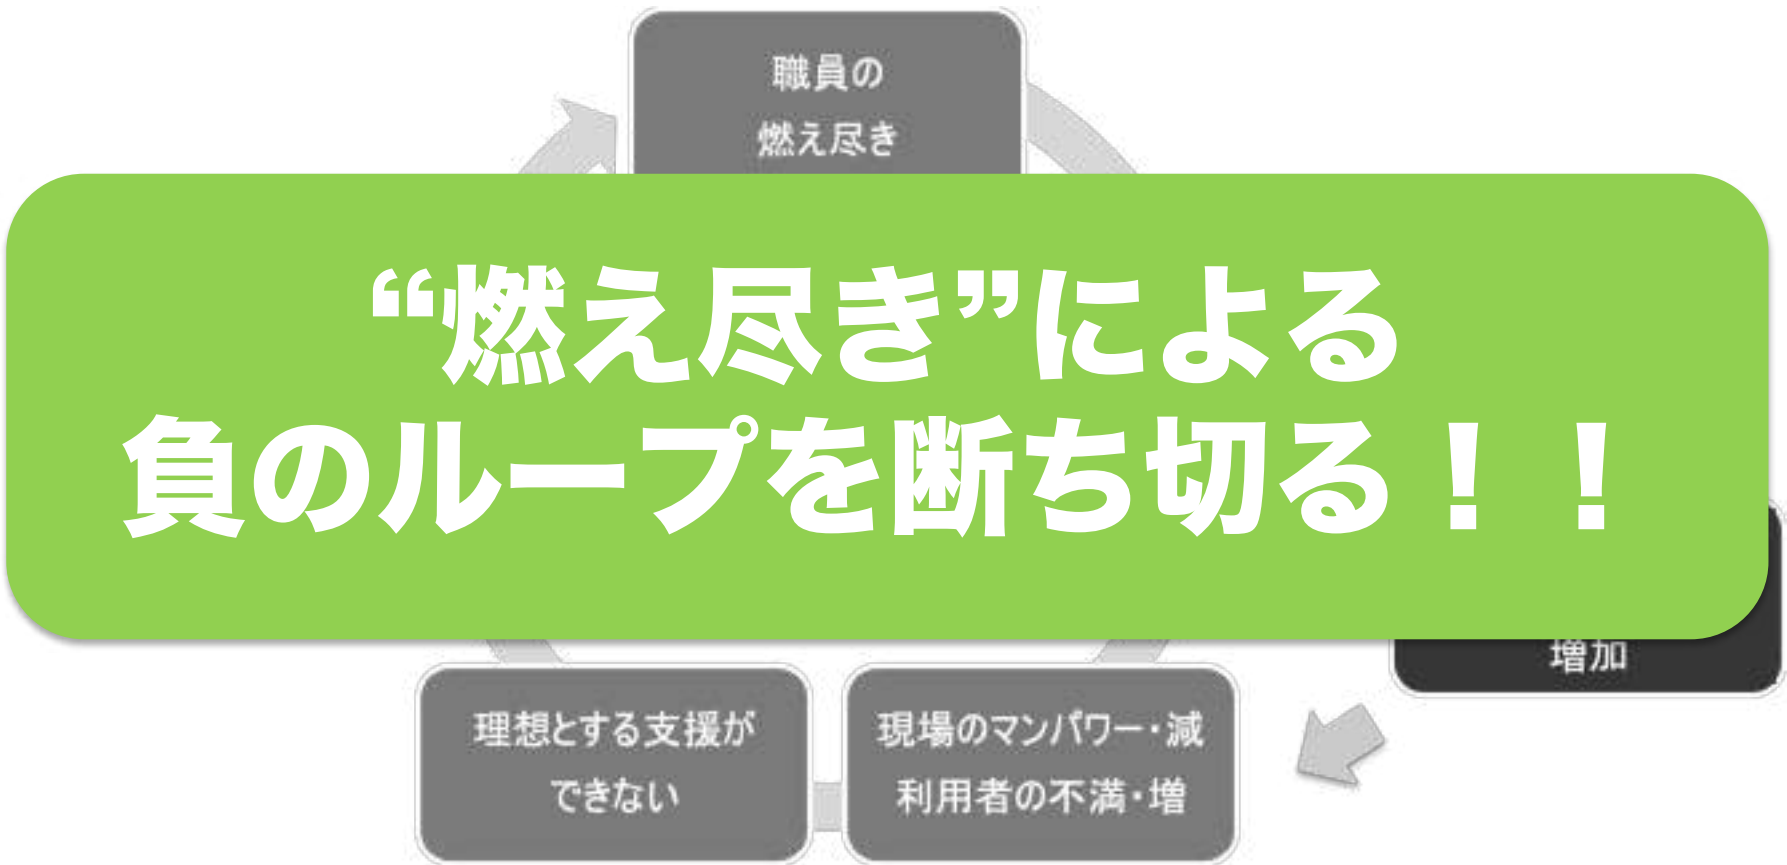 職員の
燃え尽き
“燃え尽き”による
負のループを断ち切る！！
増加
理想とする支援が
できない
現場のマンパワー・減
利用者の不満・増